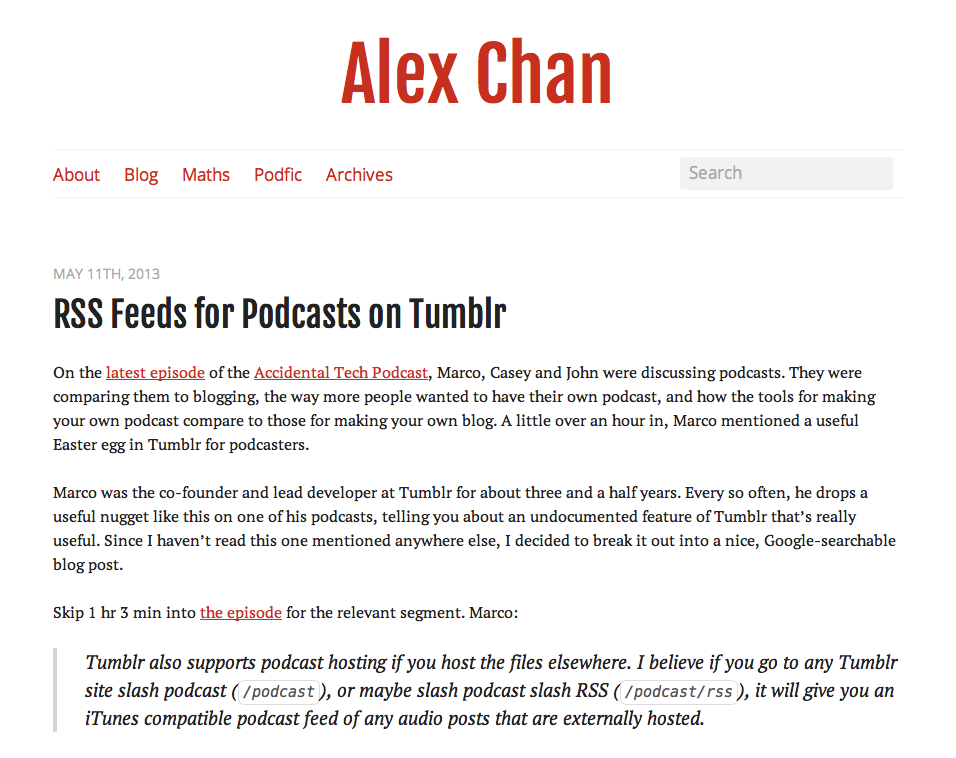 Alex Chan
About Blog Maths Podfic Archives Search
MAY 11TH, 2013
RSS Feeds for Podcasts on Tumblr
On the latest episode of the Accidental Tech Podcast, Marco, Casey and John were discussing podcasts. They were
comparing them to blogging, the way more people wanted to have their own podcast, and how the tools for making
your own podcast compare to those for making your own blog. A little over an hour in, Marco mentioned a useful
Easter egg in Tumblr for podcasters.
Marco was the co-founder and lead developer at Tumblr for about three and a half years. Every so often, he drops a
useful nugget like this on one of his podcasts, telling you about an undocumented feature of Tumblr that’s really
useful. Since I haven’t read this one mentioned anywhere else, I decided to break it out into a nice, Google-searchable
blog post.
Skip 1 hr 3 min into the episode for the relevant segment. Marco:
Tumblr also supports podcast hosting if you host the files elsewhere. I believe if you go to any Tumblr
site slash podcast (/podcast), or maybe slash podcast slash RSS (/podcast/rss), it will give you an
iTunes compatible podcast feed of any audio posts that are externally hosted.